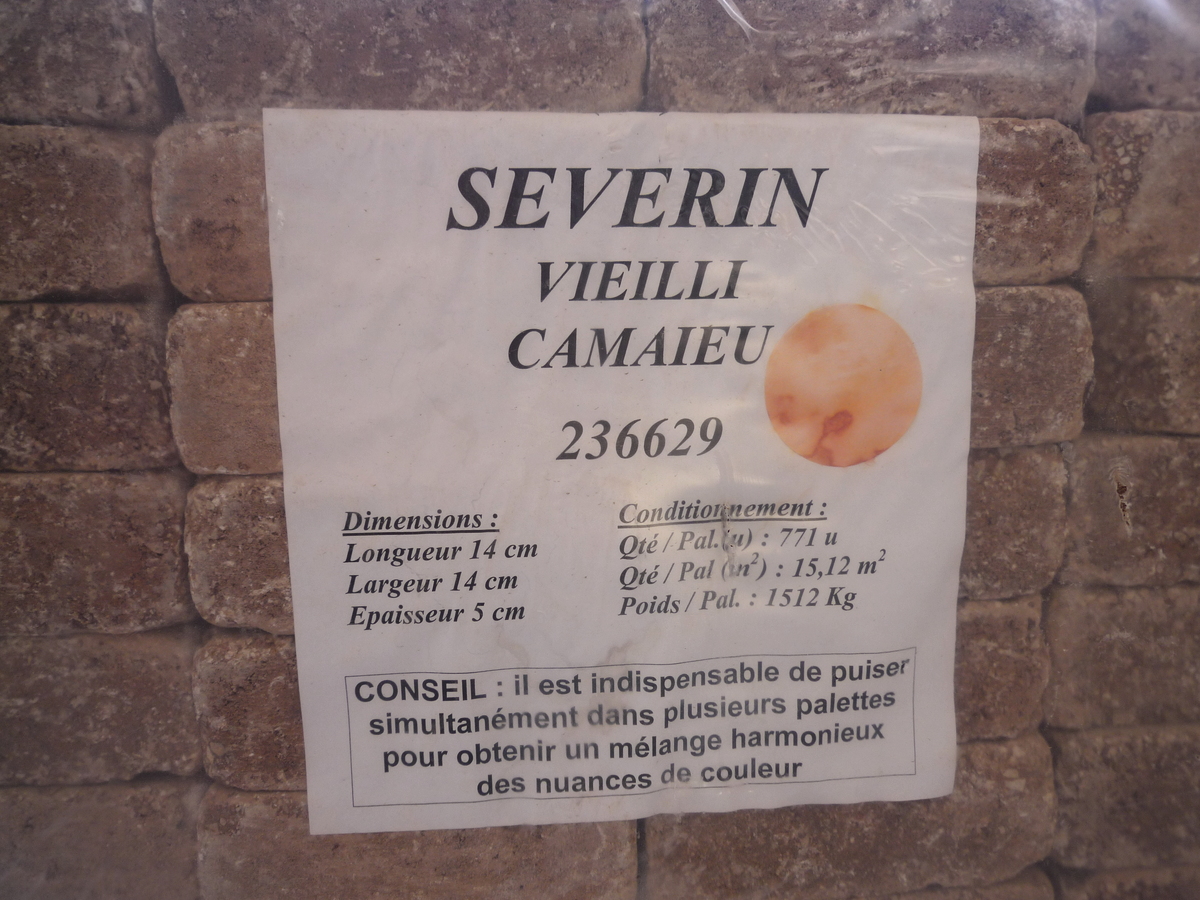 SEVERIN
VIEILLI
CAMAIEU
236629
Dimensions :
Longueur 14 cm
Largeur 14 cm
Epaisseur 5 cm
Conditionnement :
Qté / Pal.(u) : 771 u
Qté / Pal (m²) : 15,12 m²
Poids / Pal. : 1512 Kg
CONSEIL : il est indispensable de puiser
simultanément dans plusieurs palettes
pour obtenir un mélange harmonieux
des nuances de couleur